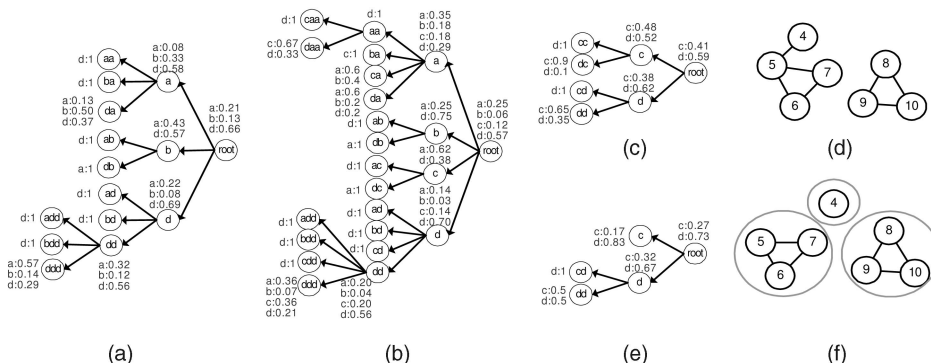 a:0.08
b:0.33
d:0.58
d:1
aa
d:1
ba
a
a:0.13
b:0.50
d:0.37
da
a:0.21
b:0.13
d:0.66
root
a:0.43
d:0.57
d:1
ab
b
a:1
db
a:0.22
b:0.08
d:0.69
d:1
ad
d:1
bd
d
d:1
add
d:1
bdd
dd
ddd
a:0.57
b:0.14
d:0.29
a:0.32
b:0.12
d:0.56
(a)
a:0.35
b:0.18
c:0.18
d:0.29
d:1
d:1
caa
aa
c:0.67
d:0.33
daa
c:1
ba
a
a:0.6
b:0.4
ca
a:0.6
b:0.2
d:0.2
da
a:0.25
b:0.06
c:0.12
d:0.57
root
a:0.25
d:0.75
d:1
ab
b
d:1
db
a:0.62
d:0.38
d:1
ac
c
a:1
dc
a:0.14
b:0.03
c:0.14
d:0.70
d:1
ad
d:1
bd
d
d:1
cd
d:1
add
d:1
bdd
d:1
cdd
dd
ddd
a:0.36
b:0.07
c:0.36
d:0.21
a:0.20
b:0.04
c:0.20
d:0.56
(b)
c:0.48
d:0.52
d:1
cc
c
c:0.9
d:0.1
dc
c:0.41
d:0.59
root
c:0.38
d:0.62
d:1
cd
d
c:0.65
d:0.35
dd
(c)
4
5
7
6
8
9
10
(d)
c:0.17
d:0.83
c
c:0.27
d:0.73
root
c:0.32
d:0.67
d:1
cd
d
c:0.5
d:0.5
dd
(e)
4
5
7
6
8
9
10
(f)